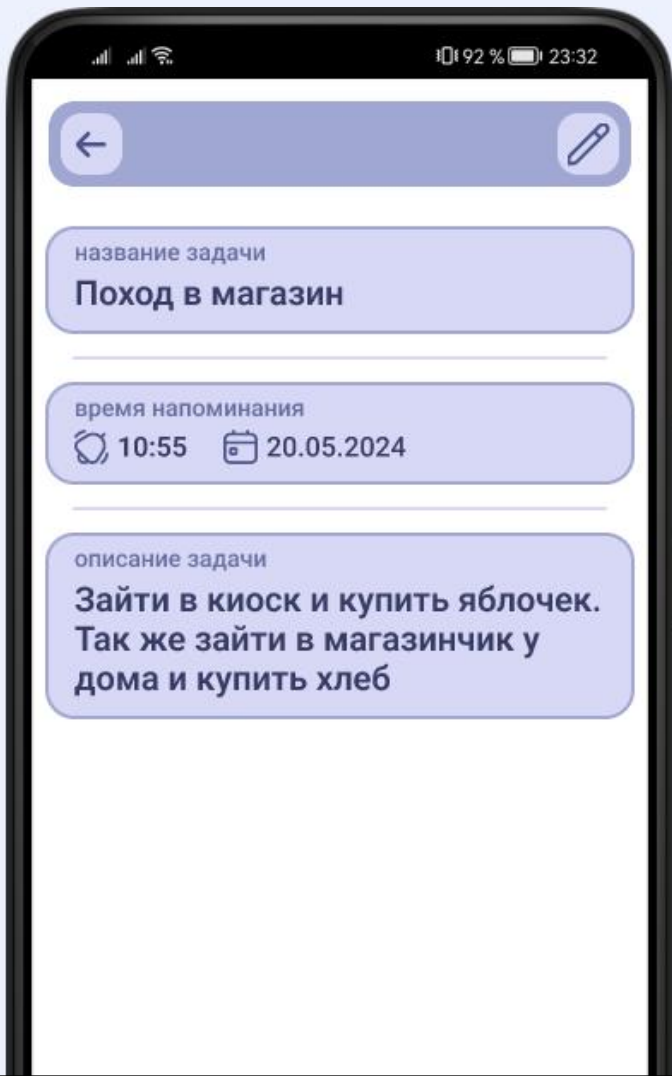 92 % 23:32
название задачи
Поход в магазин
время напоминания
10:55 20.05.2024
описание задачи
Зайти в киоск и купить яблочек.
Так же зайти в магазинчик у
дома и купить хлеб